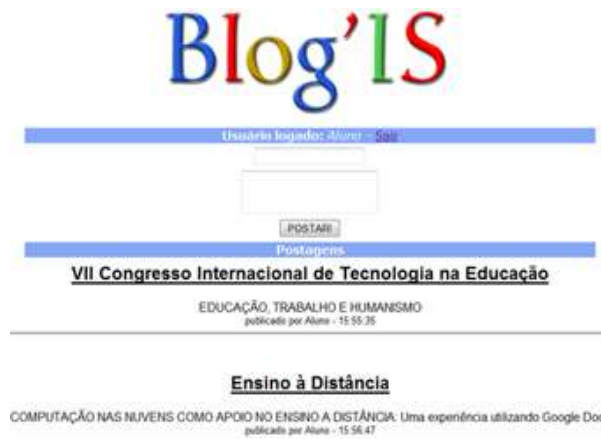 Blog'IS
Usuário logado: Aluno - Sair
POSTAR!
Postagens
VII Congresso Internacional de Tecnologia na Educação
EDUCAÇÃO, TRABALHO E HUMANISMO
publicado por Aluno - 15:55:35
Ensino à Distância
COMPUTAÇÃO NAS NUVENS COMO APOIO NO ENSINO A DISTÂNCIA: Uma experiência utilizando Google Doc
publicado por Aluno - 15:56:47